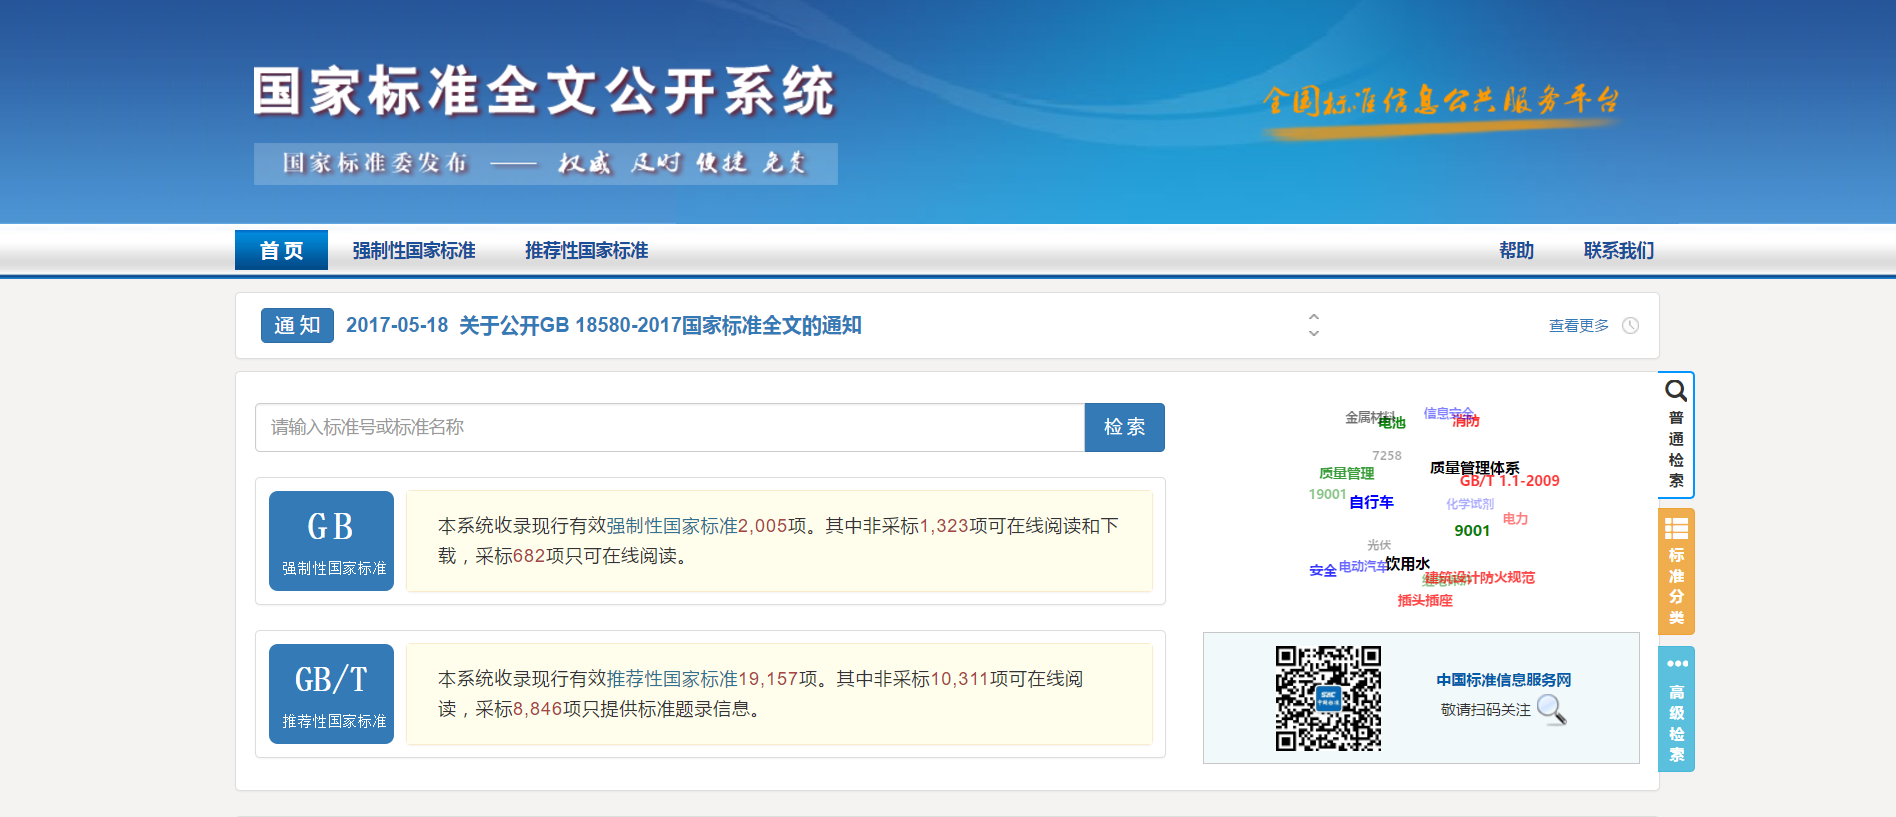 国家标准全文公开系统
全国标准信息公共服务平台
国家标准委发布 —— 权威 及时 便捷 免费
首页 强制性国家标准 推荐性国家标准 帮助 联系我们
通知 2017-05-18 关于公开GB 18580-2017国家标准全文的通知 查看更多
请输入标准号或标准名称 检索
GB
强制性国家标准
本系统收录现行有效强制性国家标准2,005项。其中非采标1,323项可在线阅读和下
载，采标682项只可在线阅读。
GB/T
推荐性国家标准
本系统收录现行有效推荐性国家标准19,157项。其中非采标10,311项可在线阅
读，采标8,846项只提供标准题录信息。
金属材料
电池
信息安全
消防
7258
质量管理
质量管理体系
GB/T 1.1-2009
19001
自行车
化学试剂
电力
9001
光伏
安全
电动汽车
饮用水
建筑设计防火规范
插头插座
中国标准信息服务网
敬请扫码关注
普通检索
标准分类
高级检索